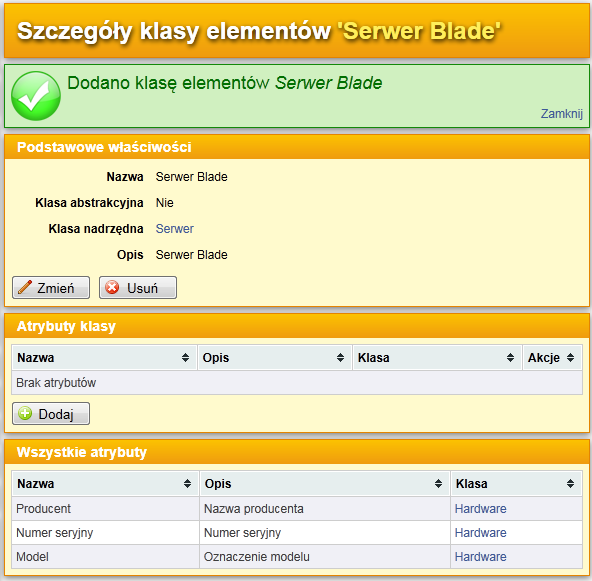 Szczegóły klasy elementów 'Serwer Blade'
Dodano klasę elementów Serwer Blade
Zamknij
Podstawowe właściwości
Nazwa Serwer Blade
Klasa abstrakcyjna Nie
Klasa nadrzędna Serwer
Opis Serwer Blade
Zmień Usuń
Atrybuty klasy
Nazwa Opis Klasa Akcje
Brak atrybutów
Dodaj
Wszystkie atrybuty
Nazwa Opis Klasa
Producent Nazwa producenta Hardware
Numer seryjny Numer seryjny Hardware
Model Oznaczenie modelu Hardware